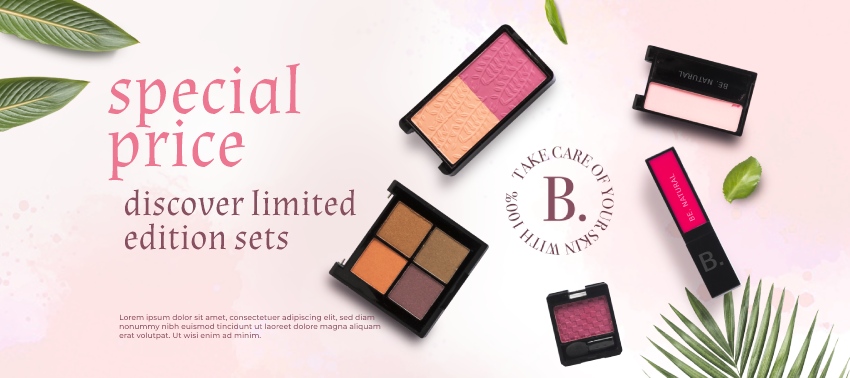 special
price
discover limited
edition sets
Lorem ipsum dolor sit amet, consectetuer adipiscing elit, sed diam
nonummy nibh euismod tincidunt ut laoreet dolore magna aliquam
erat volutpat. Ut wisi enim ad minim.
TAKE CARE OF YOUR SKIN WITH 100%
B.
BE. NATURAL
BE. NATURAL
B.